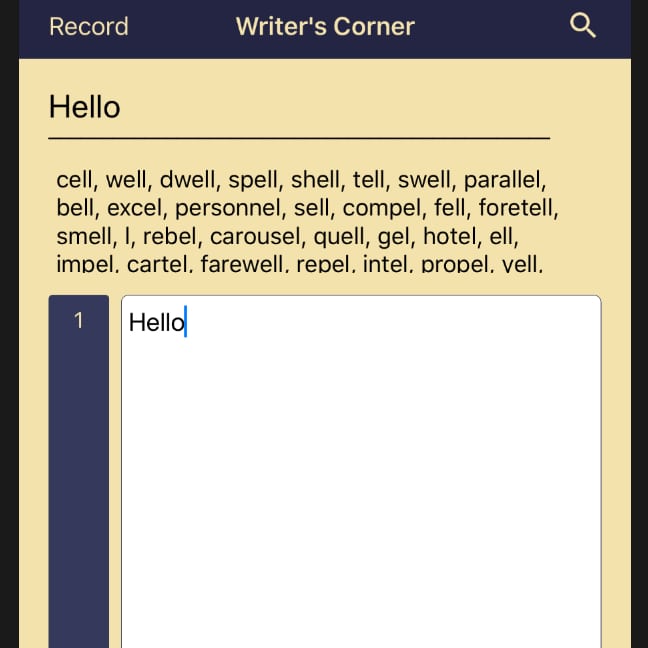 Record
Writer's Corner
Hello
cell, well, dwell, spell, shell, tell, swell, parallel,
bell, excel, personnel, sell, compel, fell, foretell,
smell, l, rebel, carousel, quell, gel, hotel, ell,
impel, cartel, farewell, repel, intel, propel, yell,
1
Hello